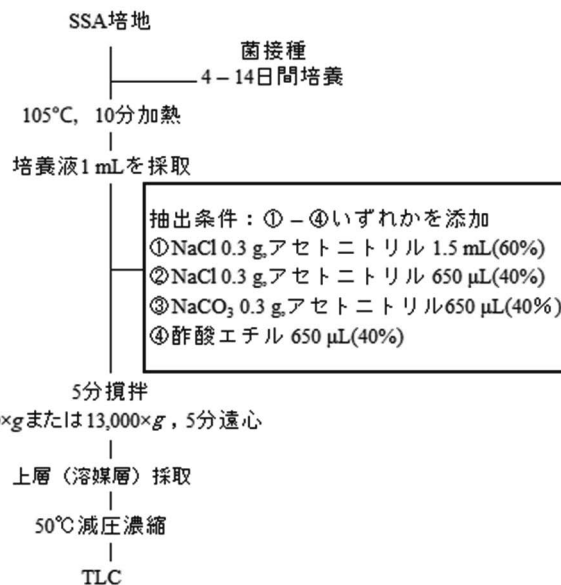 SSA培地
菌接種
4 – 14日間培養
105℃, 10分加熱
培養液1 mLを採取
抽出条件：① – ④いずれかを添加
①NaCl 0.3 g,アセトニトリル 1.5 mL(60%)
②NaCl 0.3 g,アセトニトリル 650 μL(40%)
③NaCO₃ 0.3 g,アセトニトリル650 μL(40%)
④酢酸エチル 650 μL(40%)
5分撹拌
×gまたは13,000×g , 5分遠心
上層（溶媒層）採取
50℃減圧濃縮
TLC